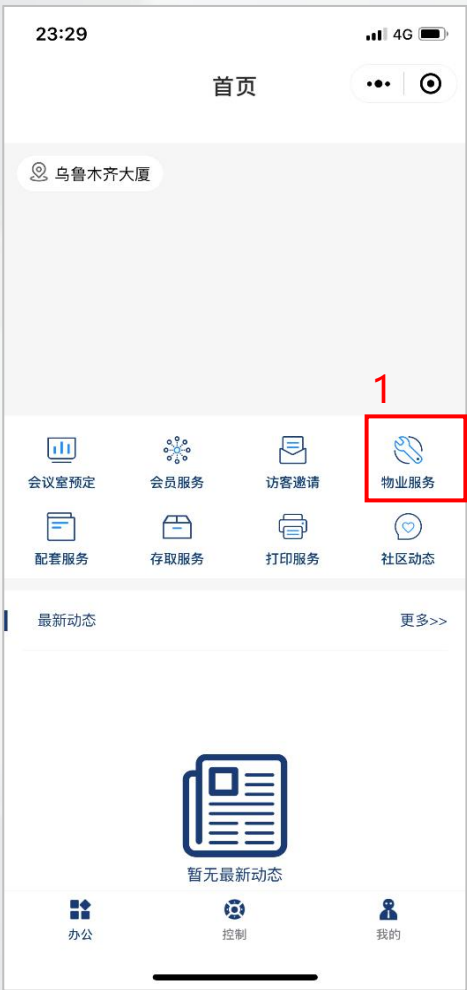 23:29 4G
首页
乌鲁木齐大厦
1
会议室预定 会员服务 访客邀请 物业服务
配套服务 存取服务 打印服务 社区动态
最新动态 更多>>
暂无最新动态
办公 控制 我的